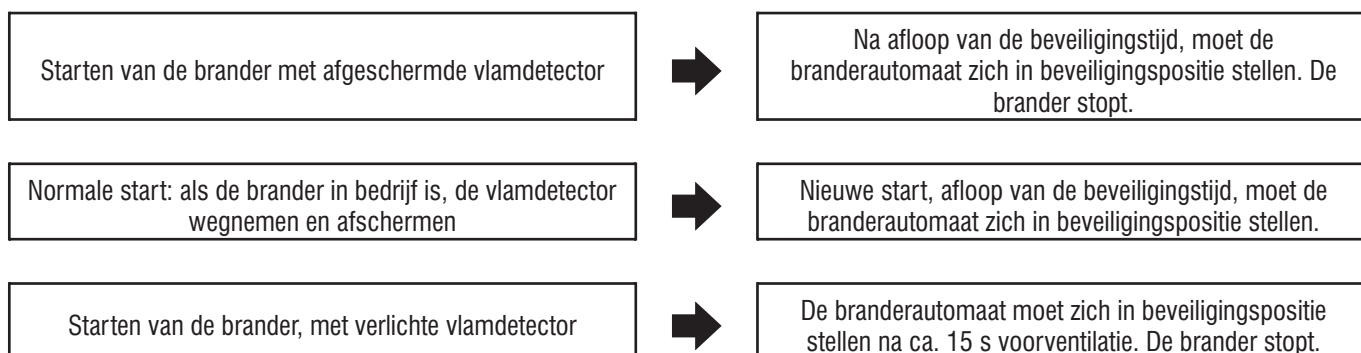 Starten van de brander met afgeschermde vlamdetector
Na afloop van de beveiligingstijd, moet de
branderautomaat zich in beveiligingspositie stellen. De
brander stopt.
Normale start: als de brander in bedrijf is, de vlamdetector
wegnemen en afschermen
Nieuwe start, afloop van de beveiligingstijd, moet de
branderautomaat zich in beveiligingspositie stellen.
Starten van de brander, met verlichte vlamdetector
De branderautomaat moet zich in beveiligingspositie
stellen na ca. 15 s voorventilatie. De brander stopt.